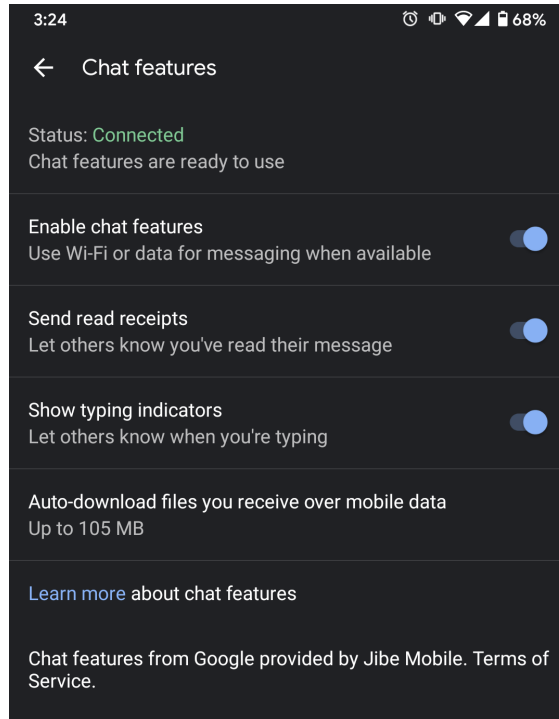 3:24
68%
Chat features
Status: Connected
Chat features are ready to use
Enable chat features
Use Wi-Fi or data for messaging when available
Send read receipts
Let others know you've read their message
Show typing indicators
Let others know when you're typing
Auto-download files you receive over mobile data
Up to 105 MB
Learn more about chat features
Chat features from Google provided by Jibe Mobile. Terms of
Service.